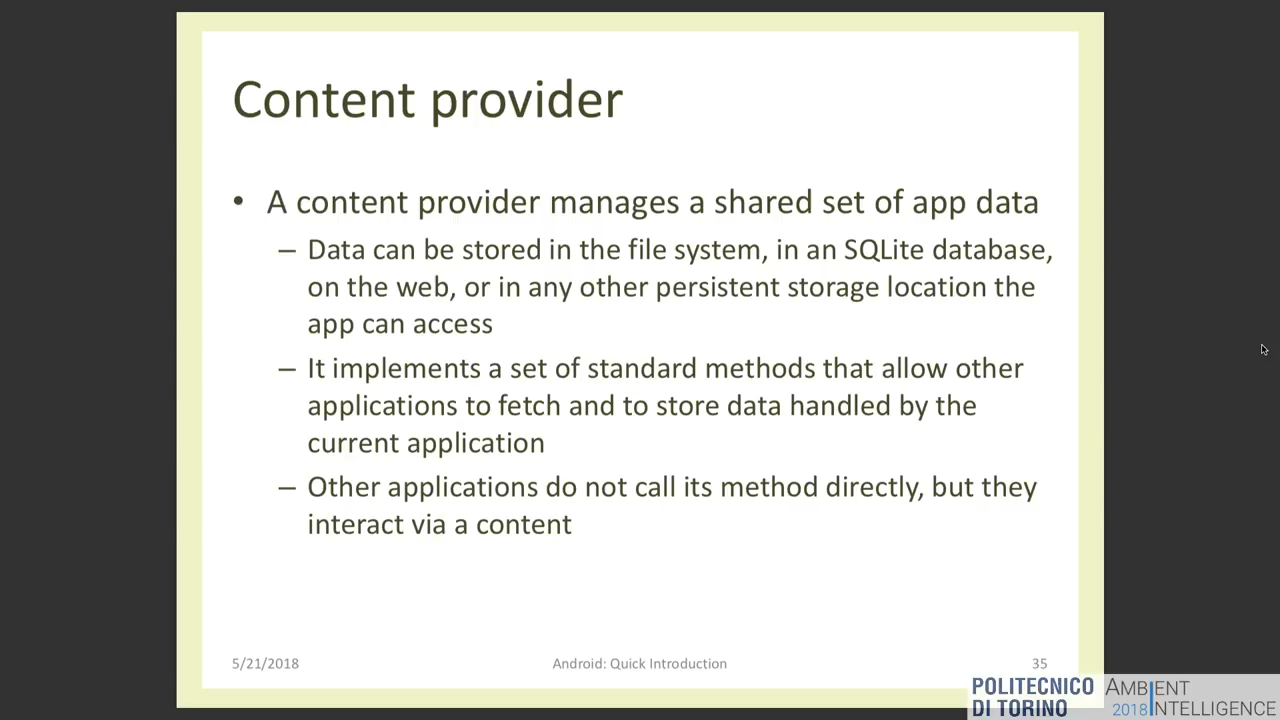 Content provider
• A content provider manages a shared set of app data
– Data can be stored in the file system, in an SQLite database,
on the web, or in any other persistent storage location the
app can access
– It implements a set of standard methods that allow other
applications to fetch and to store data handled by the
current application
– Other applications do not call its method directly, but they
interact via a content
5/21/2018 Android: Quick Introduction 35
POLITECNICO
DI TORINO
AMBIENT
2018 INTELLIGENCE